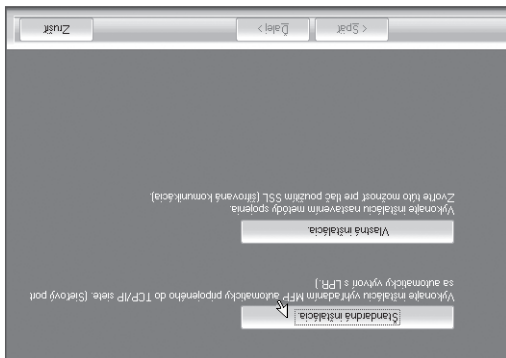 Štandardná inštalácia.
Vykonajte inštaláciu vyhľadaním MFP automaticky pripojeného do TCP/IP siete. (Sieťový port
sa automaticky vytvorí s LPR.)
Vlastná inštalácia.
Vykonajte inštaláciu nastavením metódy spojenia.
Zvoľte túto možnosť pre tlač použitím SSL (šifrovaná komunikácia).
< Späť
Ďalej >
Zrušiť